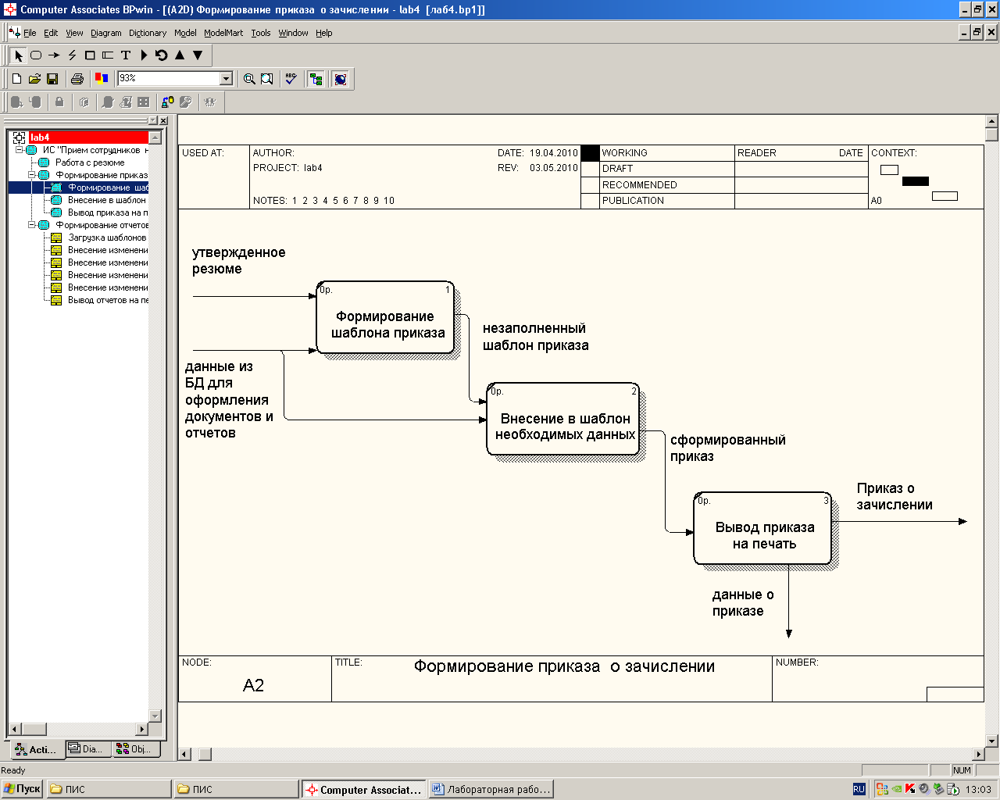 Computer Associates BPwin - [(A2D) Формирование приказа о зачислении - lab4 [лаб4.bp1]]
File Edit View Diagram Dictionary Model ModelMart Tools Window Help
93%
ABC
lab4
ИС "Прием сотрудников
Работа с резюме
Формирование приказ
Формирование шаб
Внесение в шаблон
Вывод приказа на п
Формирование отчетов
Загрузка шаблонов
Внесение изменени
Внесение изменени
Внесение изменени
Внесение изменени
Вывод отчетов на пе
Acti... Dia... Obj...
USED AT: AUTHOR: DATE: 19.04.2010 WORKING READER DATE CONTEXT:
PROJECT: lab4 REV: 03.05.2010 DRAFT
RECOMMENDED
NOTES: 1 2 3 4 5 6 7 8 9 10 PUBLICATION A0
утвержденное
резюме
0р. 1
Формирование
шаблона приказа
незаполненный
шаблон приказа
данные из
БД для
оформления
документов и
отчетов
0р. 2
Внесение в шаблон
необходимых данных
сформированный
приказ
0р. 3
Вывод приказа
на печать
Приказ о
зачислении
данные о
приказе
NODE: TITLE: Формирование приказа о зачислении NUMBER:
A2
Ready NUM
Пуск ПИС ПИС Computer Associat... Лабораторная рабо... RU 13:03